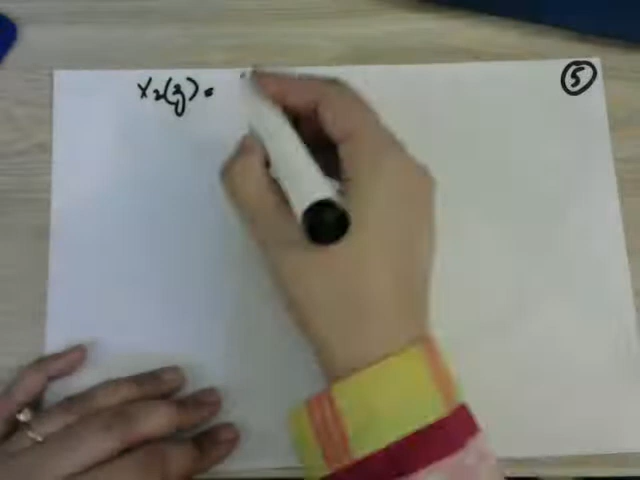 X₂(z) =
⑤